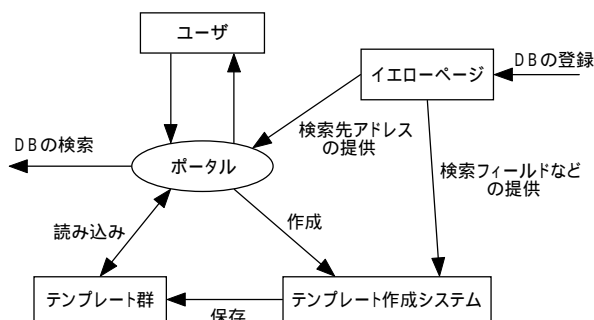 ユーザ
イエローページ
DBの登録
検索先アドレス
の提供
DBの検索
ポータル
検索フィールドなど
の提供
読み込み
作成
テンプレート群
テンプレート作成システム
保存